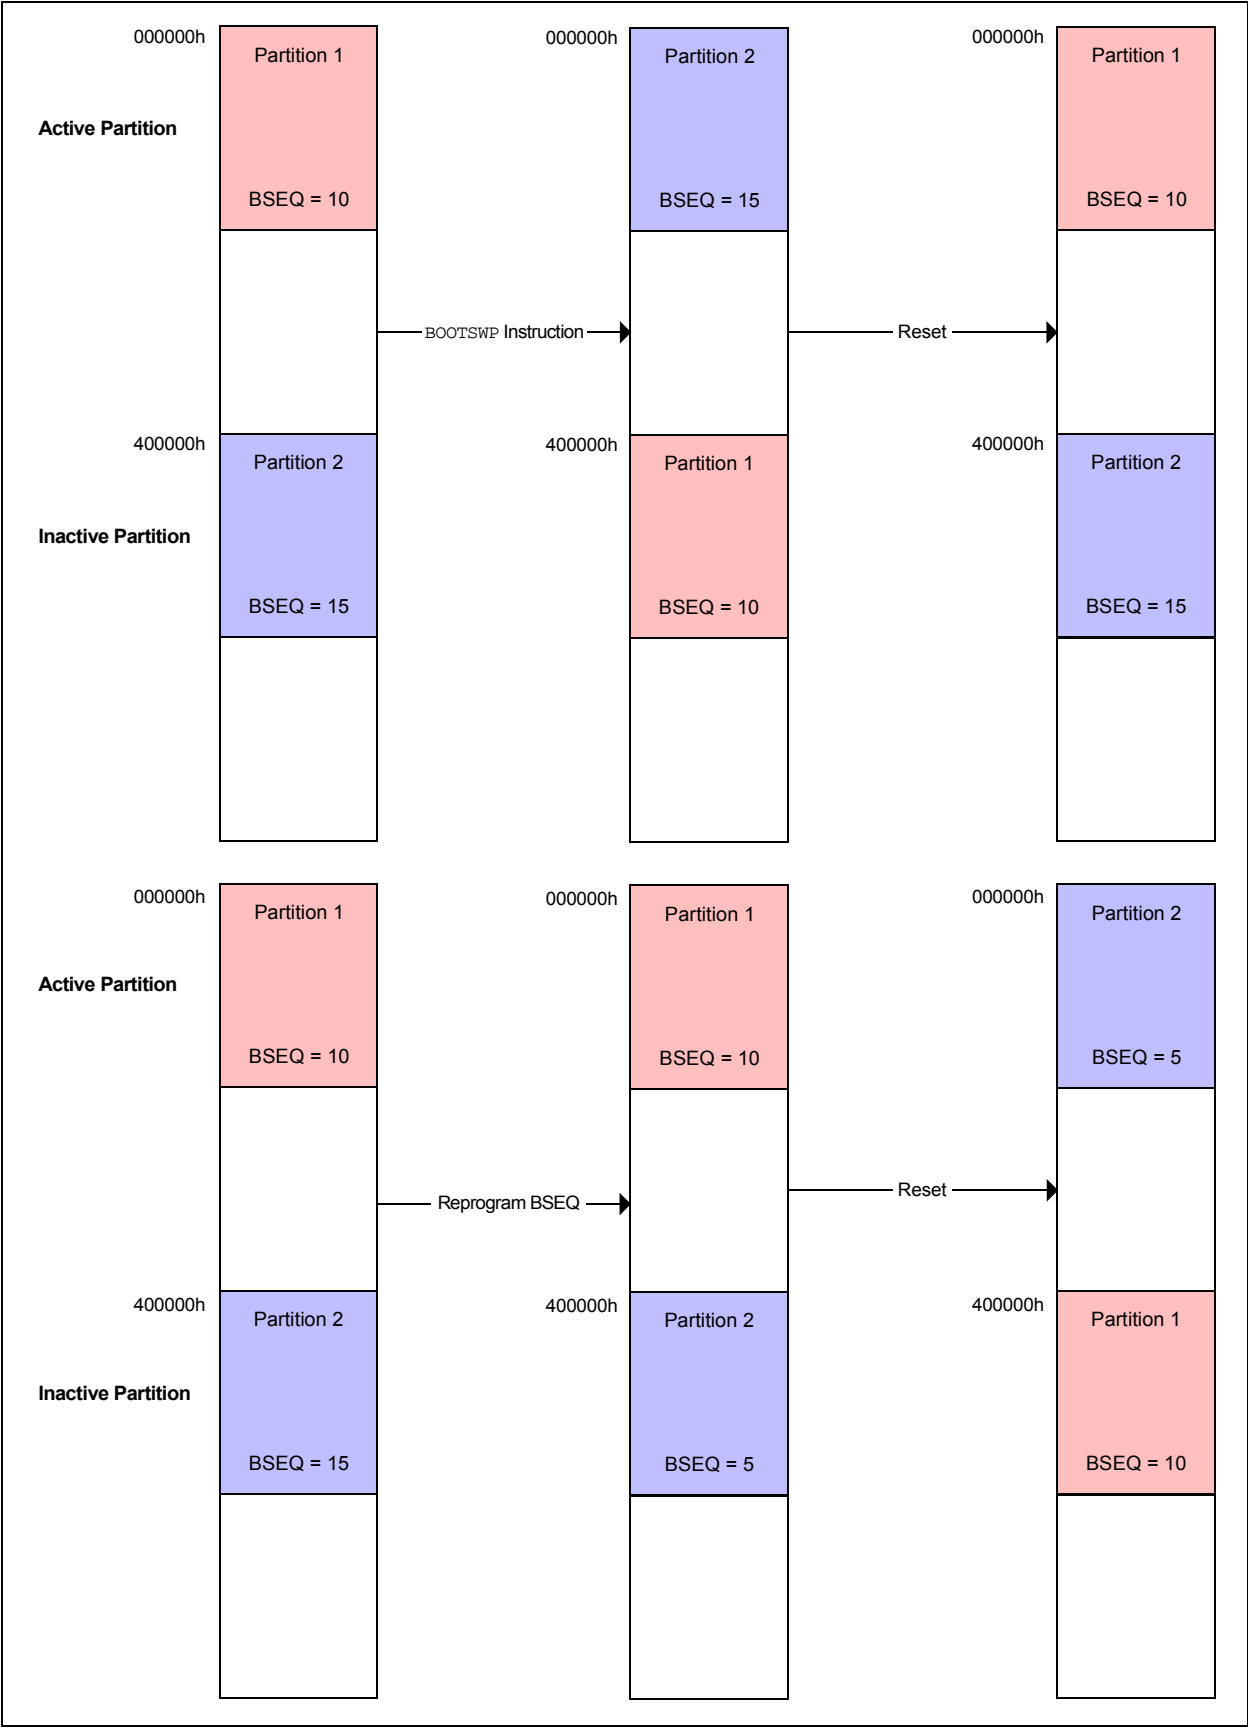 000000h
Partition 1
000000h
Partition 2
000000h
Partition 1
Active Partition
BSEQ = 10
BSEQ = 15
BSEQ = 10
BOOTSWP Instruction
Reset
400000h
Partition 2
400000h
Partition 1
400000h
Partition 2
Inactive Partition
BSEQ = 15
BSEQ = 10
BSEQ = 15
000000h
Partition 1
000000h
Partition 1
000000h
Partition 2
Active Partition
BSEQ = 10
BSEQ = 10
BSEQ = 5
Reprogram BSEQ
Reset
400000h
Partition 2
400000h
Partition 2
400000h
Partition 1
Inactive Partition
BSEQ = 15
BSEQ = 5
BSEQ = 10